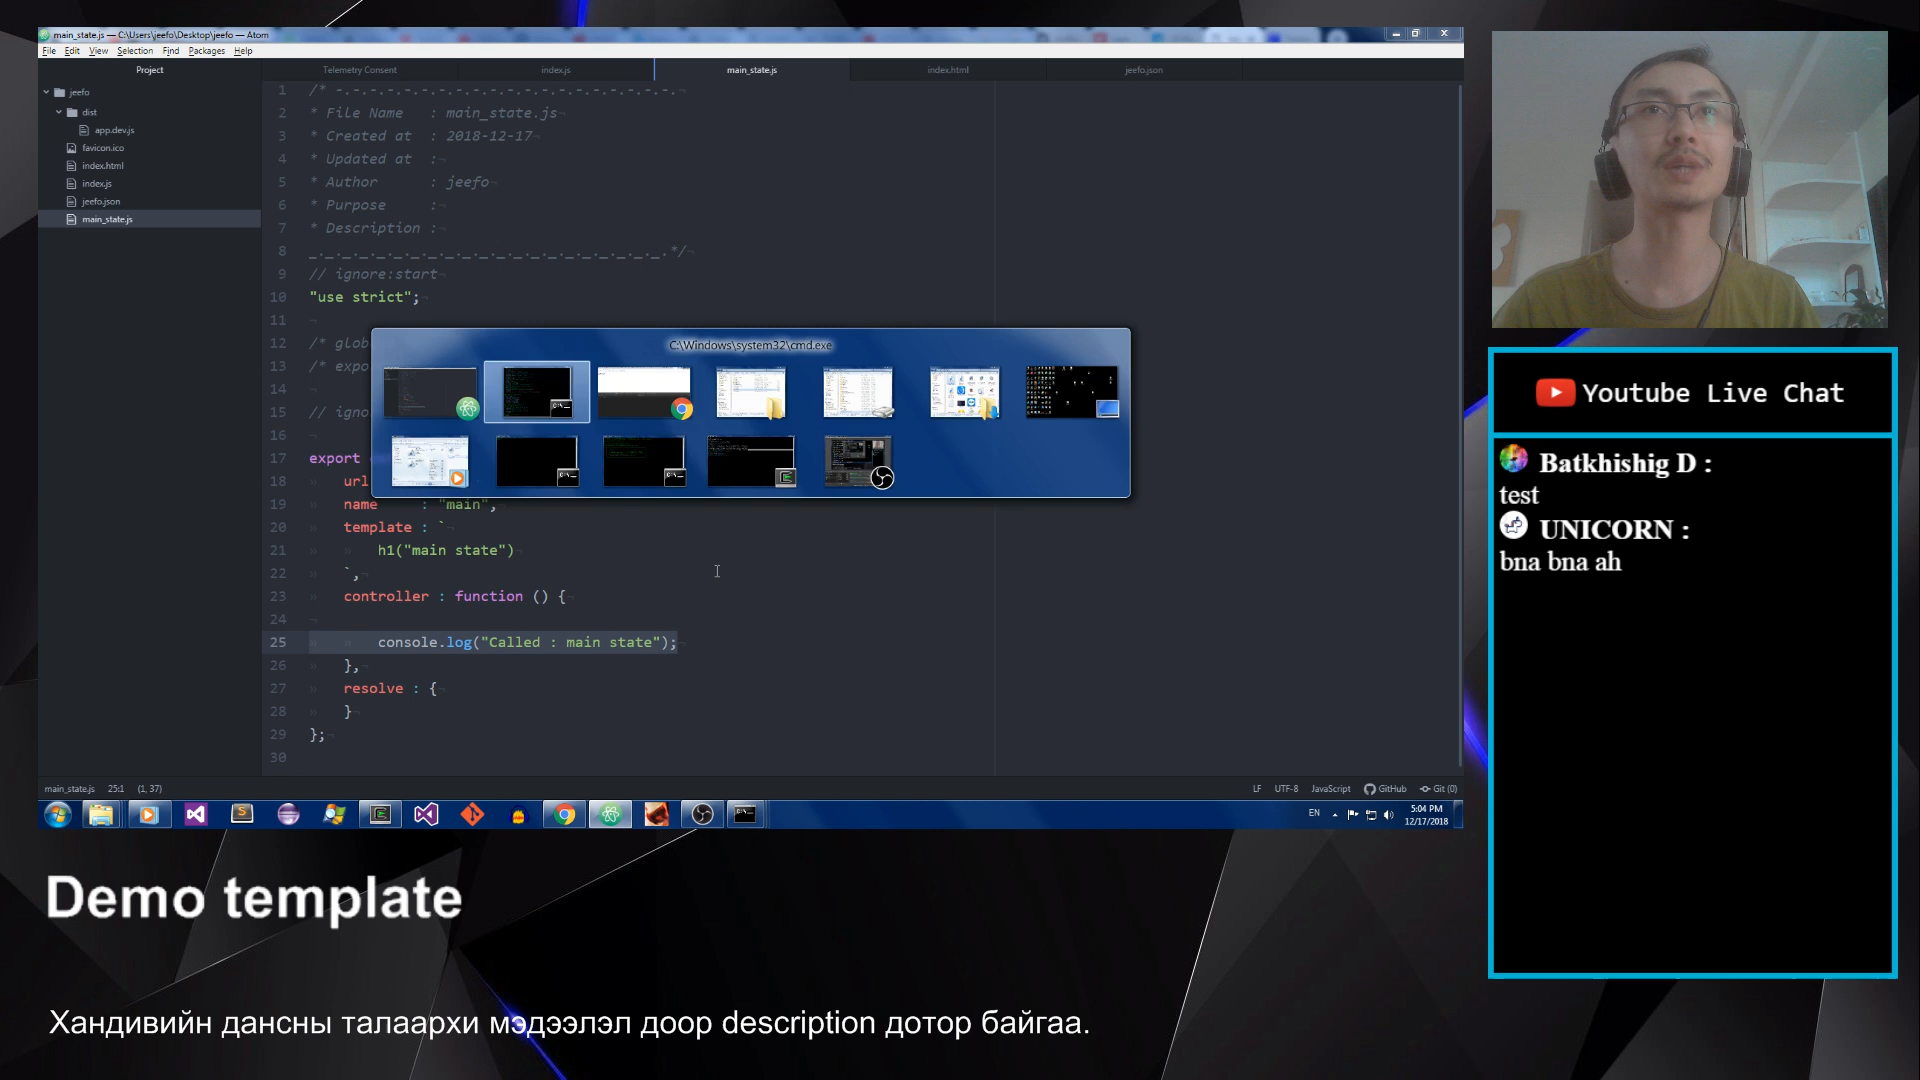 main_state.js — C:\Users\jeefo\Desktop\jeefo — Atom
File Edit View Selection Find Packages Help
Project
Telemetry Consent
index.js
main_state.js
index.html
jeefo.json
jeefo
dist
app.dev.js
favicon.ico
index.html
index.js
jeefo.json
main_state.js
1 /* -.-.-.-.-.-.-.-.-.-.-.-.-.-.-.-.-.-.-.-.
2 * File Name : main_state.js
3 * Created at : 2018-12-17
4 * Updated at :
5 * Author : jeefo
6 * Purpose :
7 * Description :
8 _._._._._._._._._._._._._._._._._._._._._.*/
9 // ignore:start
10 "use strict";
11
12 /* glob
13 /* expo
14
15 // igno
16
17 export
18 url
19 name : "main",
20 template : `
21 h1("main state")
22 `,
23 controller : function () {
24
25 console.log("Called : main state");
26 },
27 resolve : {
28 }
29 };
30
C:\Windows\system32\cmd.exe
main_state.js 25:1 (1, 37)
LF UTF-8 JavaScript GitHub Git (0)
EN
5:04 PM
12/17/2018
Youtube Live Chat
Batkhishig D :
test
UNICORN :
bna bna ah
Demo template
Хандивийн дансны талаархи мэдээлэл доор description дотор байгаа.